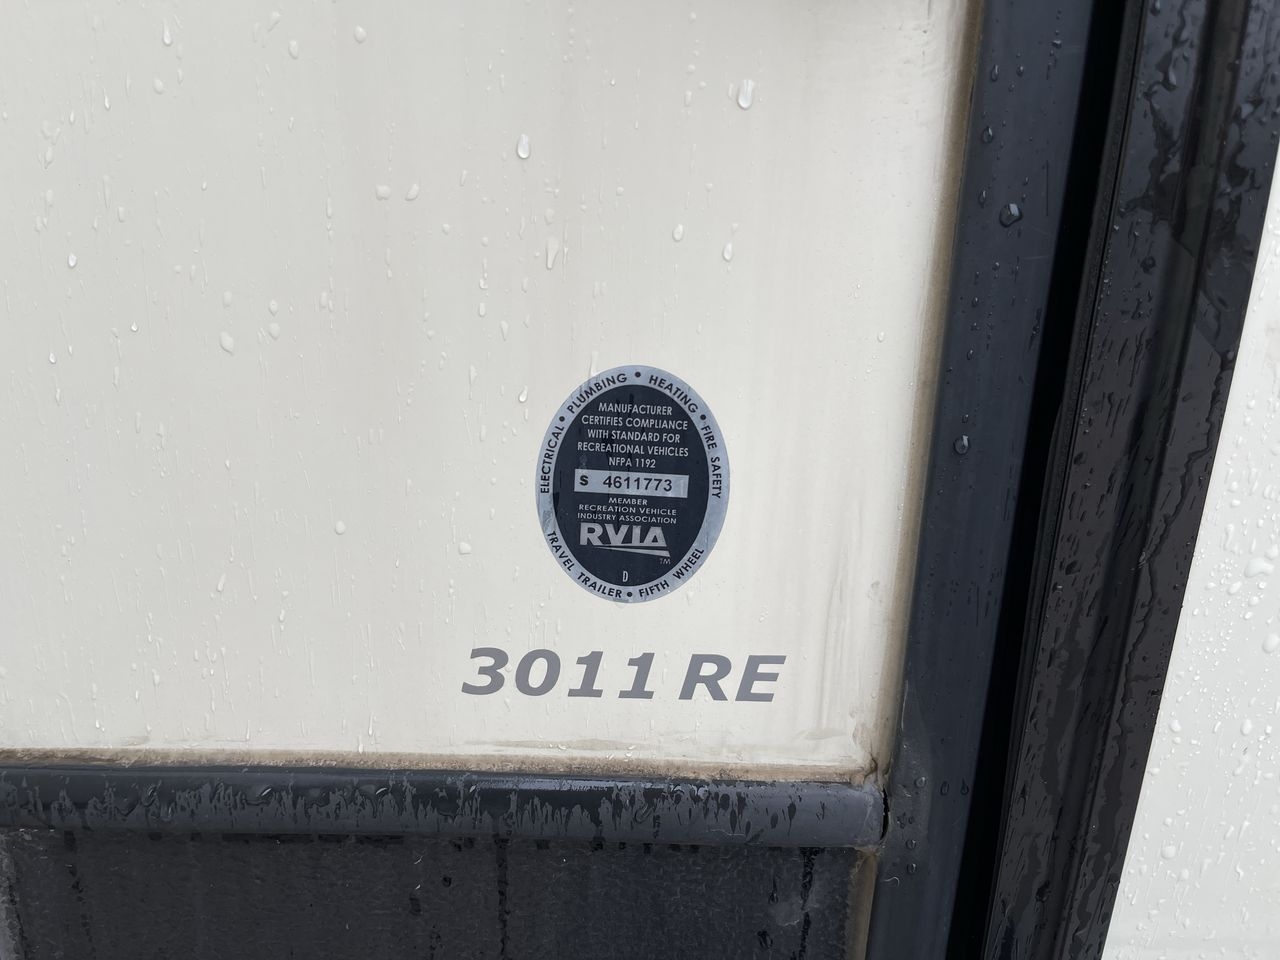 ELECTRICAL • PLUMBING • HEATING • FIRE SAFETY
MANUFACTURER
CERTIFIES COMPLIANCE
WITH STANDARD FOR
RECREATIONAL VEHICLES
NFPA 1192
S 4611773
MEMBER
RECREATION VEHICLE
INDUSTRY ASSOCIATION
RVIA
TM
D
TRAVEL TRAILER • FIFTH WHEEL
3011 RE